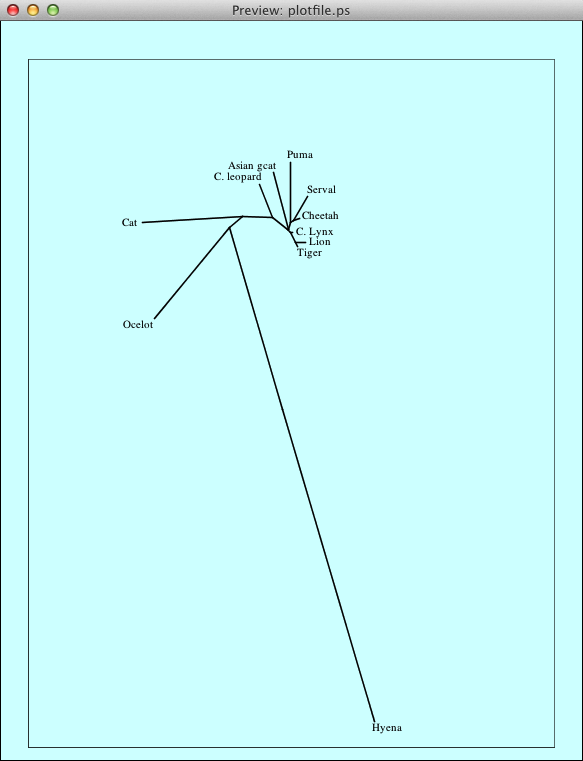 Preview: plotfile.ps
Puma
Asian gcat
C. leopard
Serval
Cheetah
Cat
C. Lynx
Lion
Tiger
Ocelot
Hyena